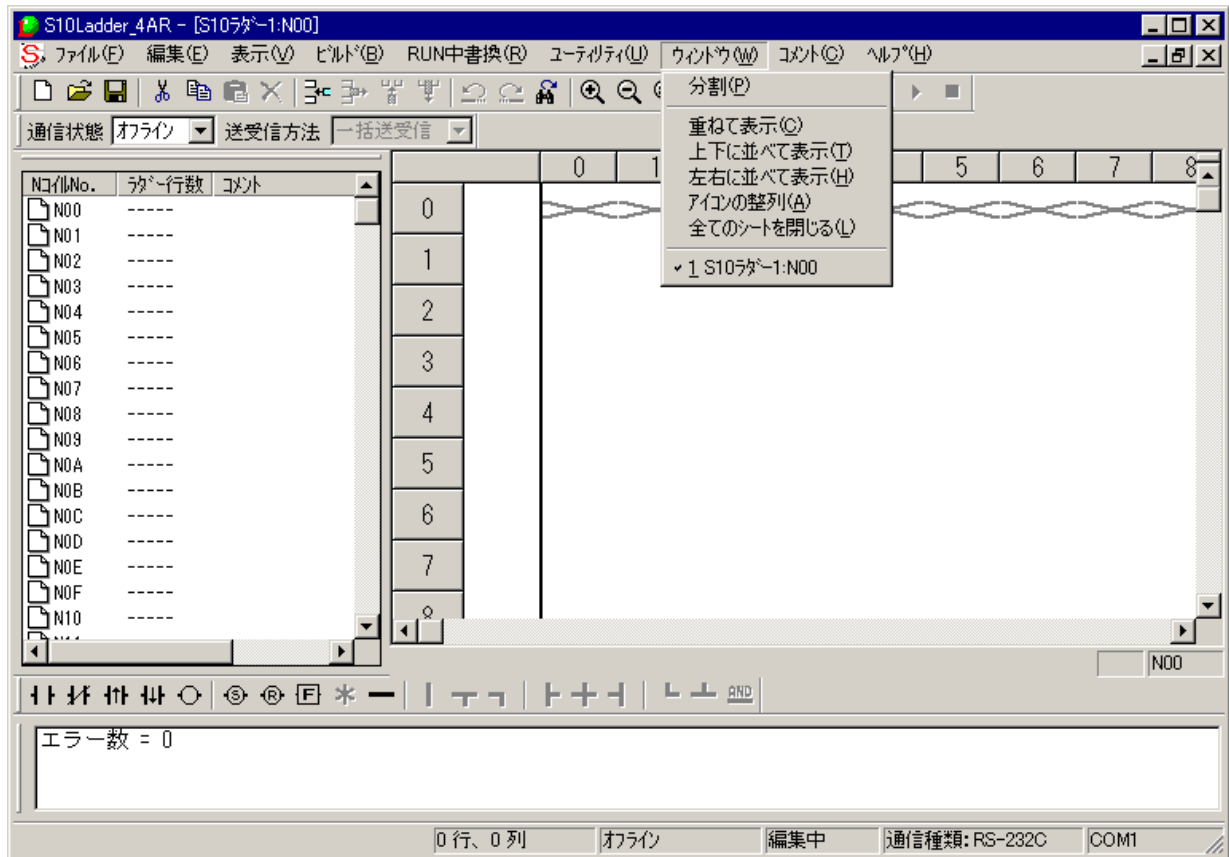 S10Ladder_4AR - [S10ﾗﾀﾞｰ1:N00]
ﾌｧｲﾙ(F) 編集(E) 表示(V) ﾋﾞﾙﾄﾞ(B) RUN中書換(R) ﾕｰﾃｨﾘﾃｨ(U) ｳｨﾝﾄﾞｳ(W) ｺﾒﾝﾄ(C) ﾍﾙﾌﾟ(H)
分割(P)
重ねて表示(C)
上下に並べて表示(T)
左右に並べて表示(H)
ｱｲｺﾝの整列(A)
全てのｼｰﾄを閉じる(L)
1 S10ﾗﾀﾞｰ1:N00
通信状態 ｵﾌﾗｲﾝ 送受信方法 一括送受信
NｺｲﾙNo. ﾗﾀﾞｰ行数 ｺﾒﾝﾄ
N00 -----
N01 -----
N02 -----
N03 -----
N04 -----
N05 -----
N06 -----
N07 -----
N08 -----
N09 -----
N0A -----
N0B -----
N0C -----
N0D -----
N0E -----
N0F -----
N10 -----
0 1 5 6 7 8
0
1
2
3
4
5
6
7
8
N00
S R F AND
エラー数 = 0
0 行、0 列 ｵﾌﾗｲﾝ 編集中 通信種類: RS-232C COM1